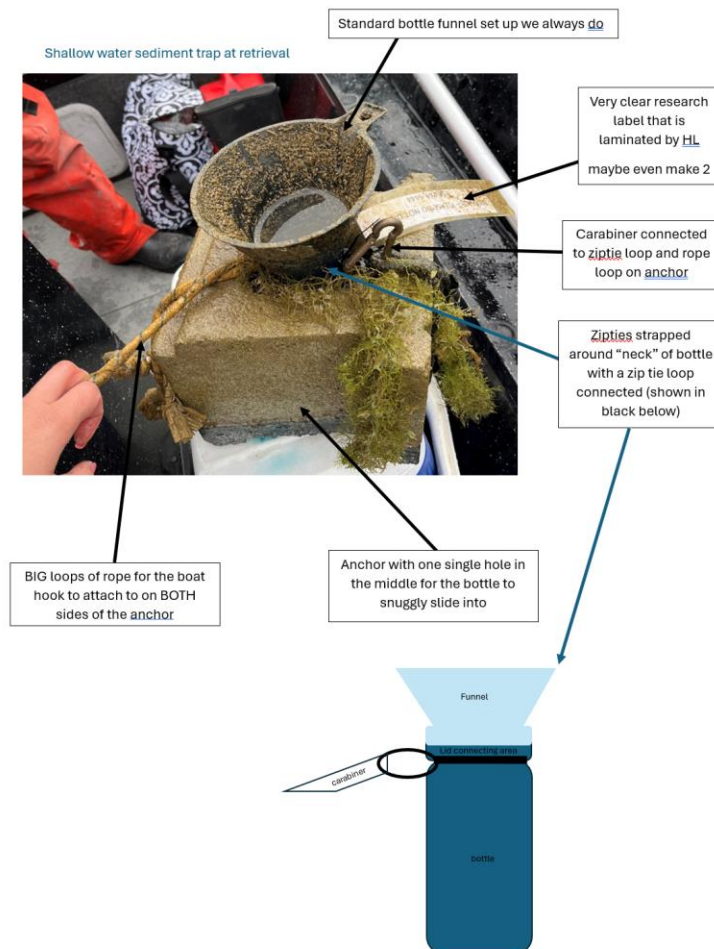 Standard bottle funnel set up we always do
Shallow water sediment trap at retrieval
Very clear research
label that is
laminated by HL
maybe even make 2
Carabiner connected
to ziptie loop and rope
loop on anchor
Zipties strapped
around “neck” of bottle
with a zip tie loop
connected (shown in
black below)
BIG loops of rope for the boat
hook to attach to on BOTH
sides of the anchor
Anchor with one single hole in
the middle for the bottle to
snuggly slide into
Funnel
Lid connecting area
carabiner
bottle